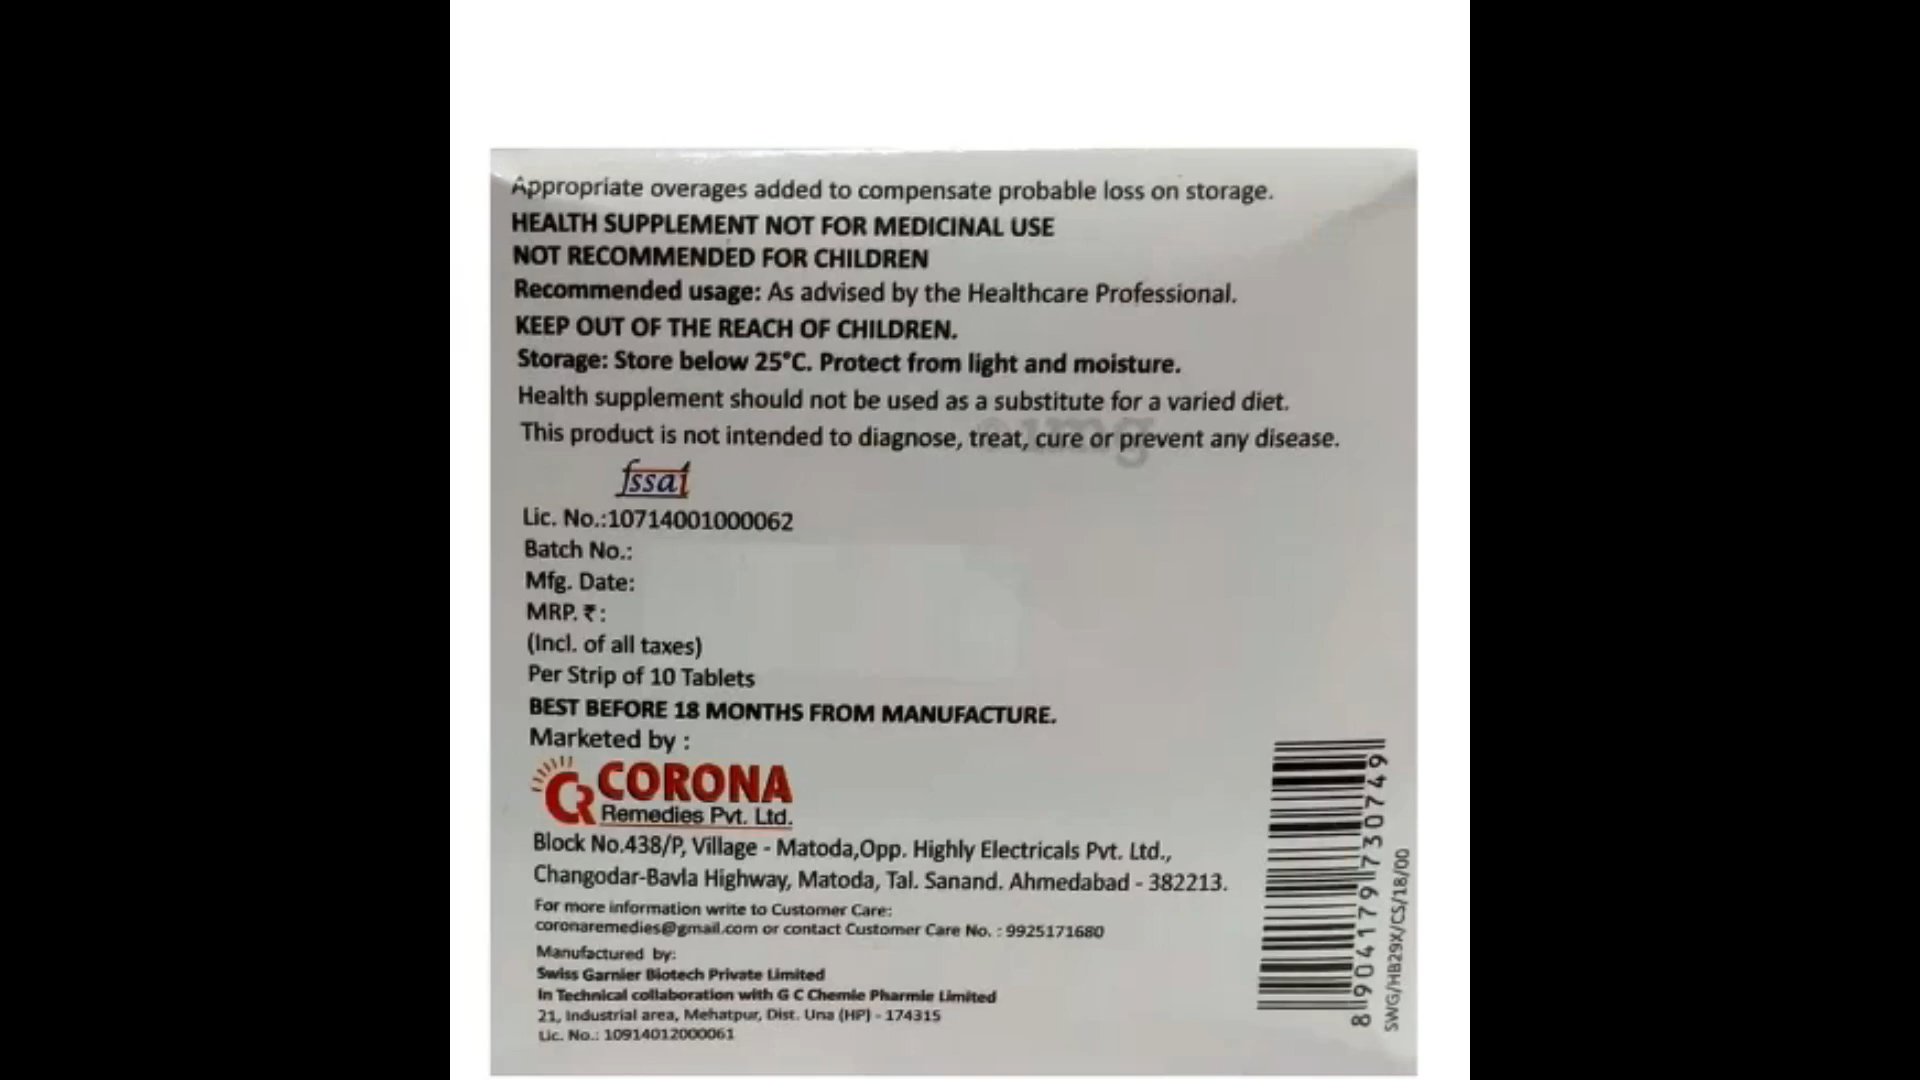 Appropriate overages added to compensate probable loss on storage.
HEALTH SUPPLEMENT NOT FOR MEDICINAL USE
NOT RECOMMENDED FOR CHILDREN
Recommended usage: As advised by the Healthcare Professional.
KEEP OUT OF THE REACH OF CHILDREN.
Storage: Store below 25°C. Protect from light and moisture.
Health supplement should not be used as a substitute for a varied diet.
This product is not intended to diagnose, treat, cure or prevent any disease.
1mg
fssai
Lic. No.:10714001000062
Batch No.:
Mfg. Date:
MRP. ₹ :
(Incl. of all taxes)
Per Strip of 10 Tablets
BEST BEFORE 18 MONTHS FROM MANUFACTURE.
Marketed by :
CR CORONA
Remedies Pvt. Ltd.
Block No.438/P, Village - Matoda,Opp. Highly Electricals Pvt. Ltd.,
Changodar-Bavla Highway, Matoda, Tal. Sanand. Ahmedabad - 382213.
For more information write to Customer Care:
coronaremedies@gmail.com or contact Customer Care No. : 9925171680
Manufactured by:
Swiss Garnier Biotech Private Limited
In Technical collaboration with G C Chemie Pharmie Limited
21, Industrial area, Mehatpur, Dist. Una (HP) - 174315
Lic. No.: 10914012000061
8 904179 730749
SWG/HB29X/CS/18/00